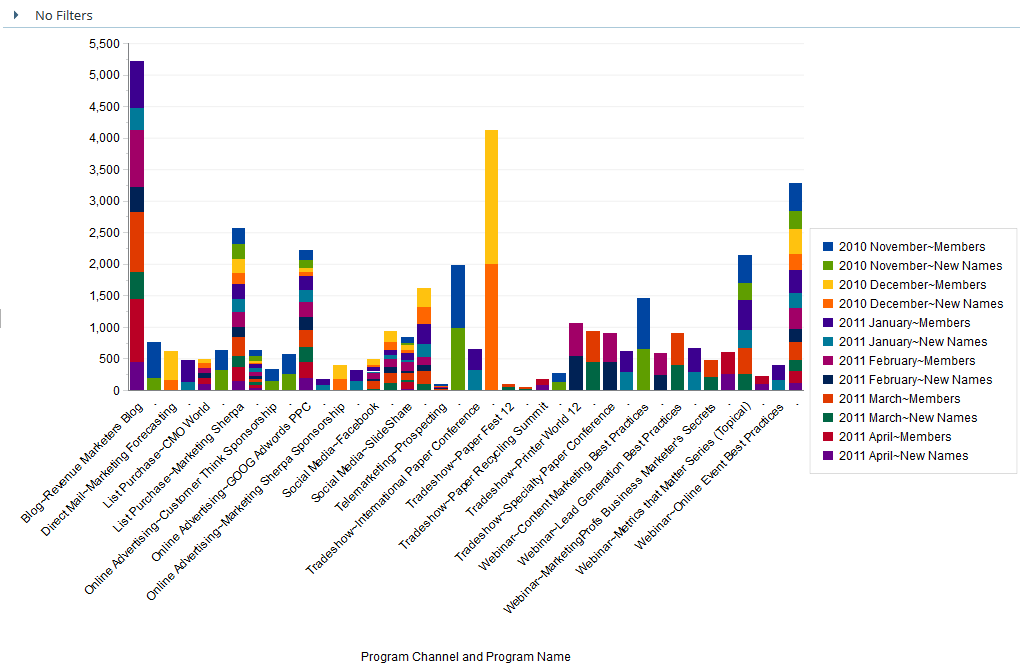 No Filters
5,500
5,000
4,500
4,000
3,500
3,000
2,500
2,000
1,500
1,000
500
0
Blog~Revenue Marketers Blog
Direct Mail~Marketing Forecasting
List Purchase~CMO World
List Purchase~Marketing Sherpa
Online Advertising~Customer Think Sponsorship
Online Advertising~GOOG Adwords PPC
Online Advertising~Marketing Sherpa Sponsorship
Social Media~Facebook
Social Media~SlideShare
Telemarketing~Prospecting
Tradeshow~International Paper Conference
Tradeshow~Paper Fest 12
Tradeshow~Paper Recycling Summit
Tradeshow~Printer World 12
Tradeshow~Specialty Paper Conference
Webinar~Content Marketing Best Practices
Webinar~Lead Generation Best Practices
Webinar~MarketingProfs Business Marketer's Secrets
Webinar~Metrics that Matter Series (Topical)
Webinar~Online Event Best Practices
2010 November~Members
2010 November~New Names
2010 December~Members
2010 December~New Names
2011 January~Members
2011 January~New Names
2011 February~Members
2011 February~New Names
2011 March~Members
2011 March~New Names
2011 April~Members
2011 April~New Names
Program Channel and Program Name